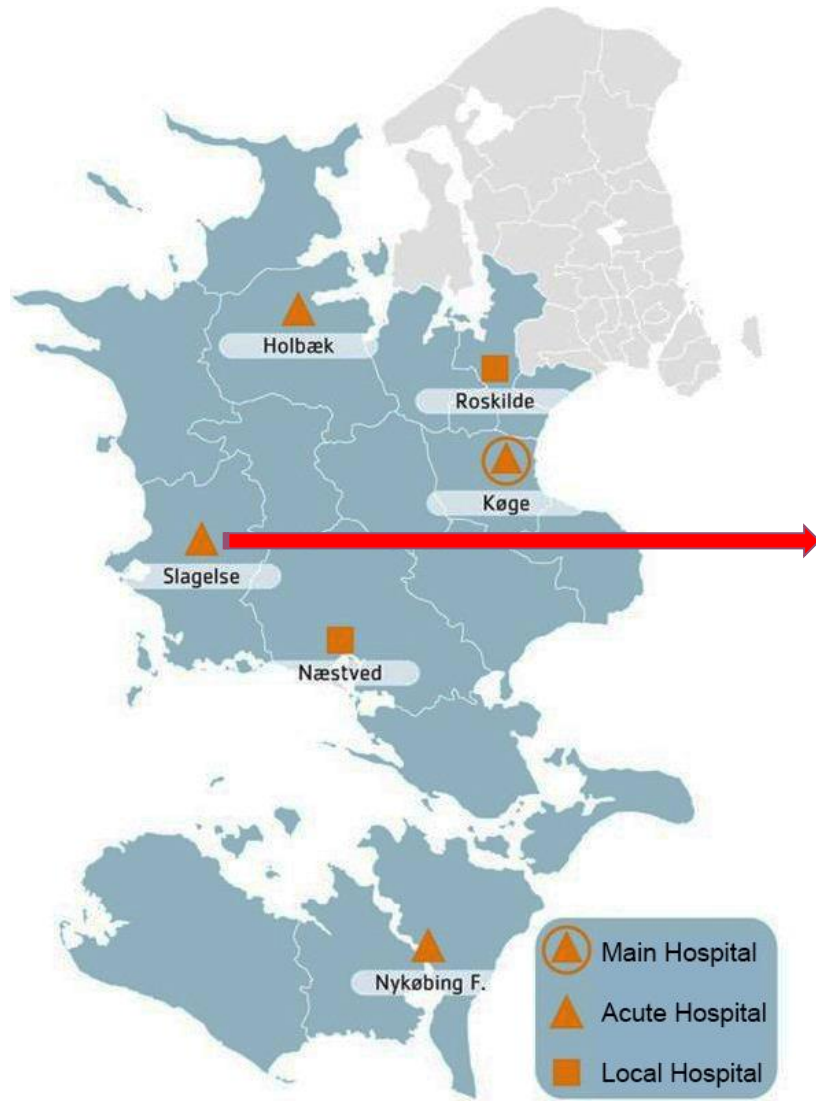 Holbæk
Roskilde
Køge
Slagelse
Næstved
Nykøbing F.
Main Hospital
Acute Hospital
Local Hospital